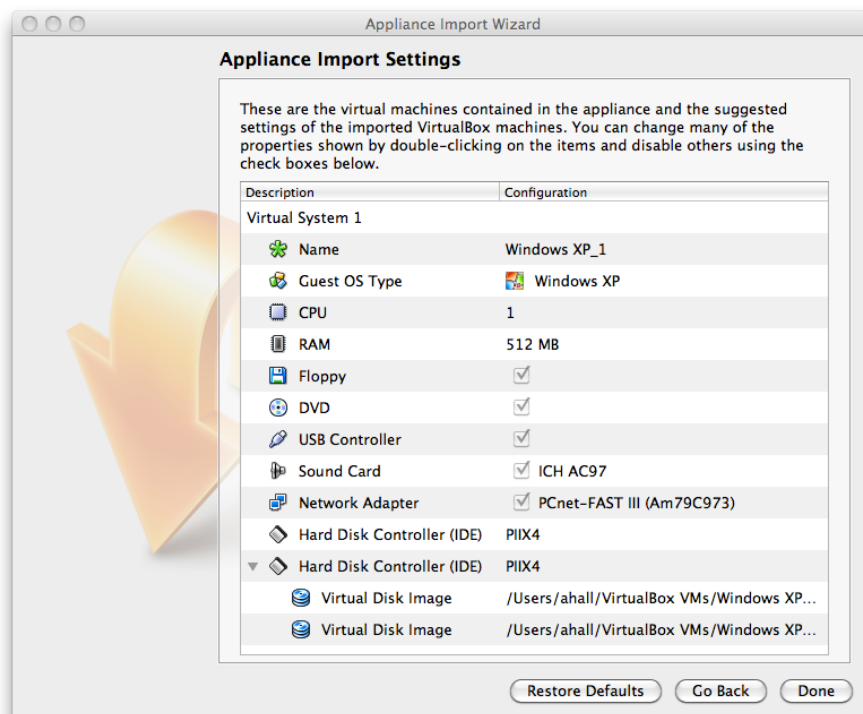 Appliance Import Wizard
Appliance Import Settings
These are the virtual machines contained in the appliance and the suggested
settings of the imported VirtualBox machines. You can change many of the
properties shown by double-clicking on the items and disable others using the
check boxes below.
Description Configuration
Virtual System 1
Name Windows XP_1
Guest OS Type Windows XP
CPU 1
RAM 512 MB
Floppy
DVD
USB Controller
Sound Card ICH AC97
Network Adapter PCnet-FAST III (Am79C973)
Hard Disk Controller (IDE) PIIX4
Hard Disk Controller (IDE) PIIX4
Virtual Disk Image /Users/ahall/VirtualBox VMs/Windows XP...
Virtual Disk Image /Users/ahall/VirtualBox VMs/Windows XP...
Restore Defaults Go Back Done